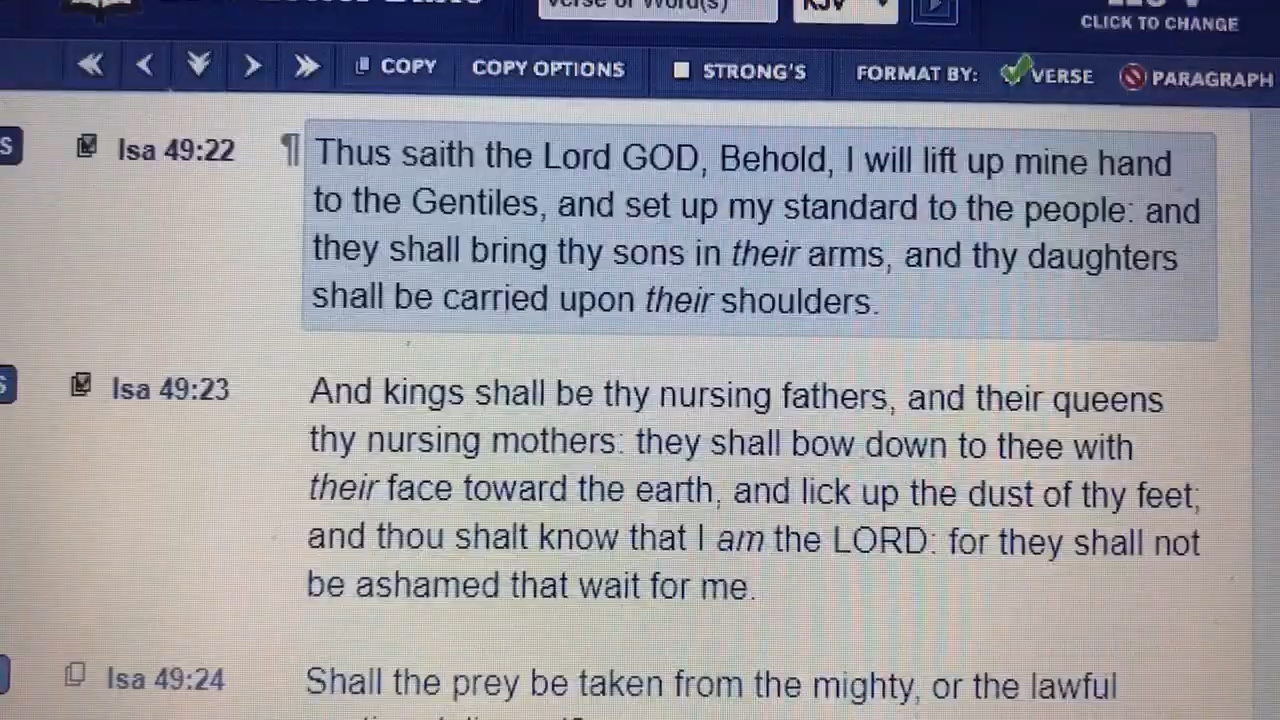 Verse or Word(s)
KJV
CLICK TO CHANGE
COPY COPY OPTIONS STRONG'S FORMAT BY: VERSE PARAGRAPH
S Isa 49:22 ¶ Thus saith the Lord GOD, Behold, I will lift up mine hand
to the Gentiles, and set up my standard to the people: and
they shall bring thy sons in their arms, and thy daughters
shall be carried upon their shoulders.
S Isa 49:23 And kings shall be thy nursing fathers, and their queens
thy nursing mothers: they shall bow down to thee with
their face toward the earth, and lick up the dust of thy feet;
and thou shalt know that I am the LORD: for they shall not
be ashamed that wait for me.
Isa 49:24 Shall the prey be taken from the mighty, or the lawful